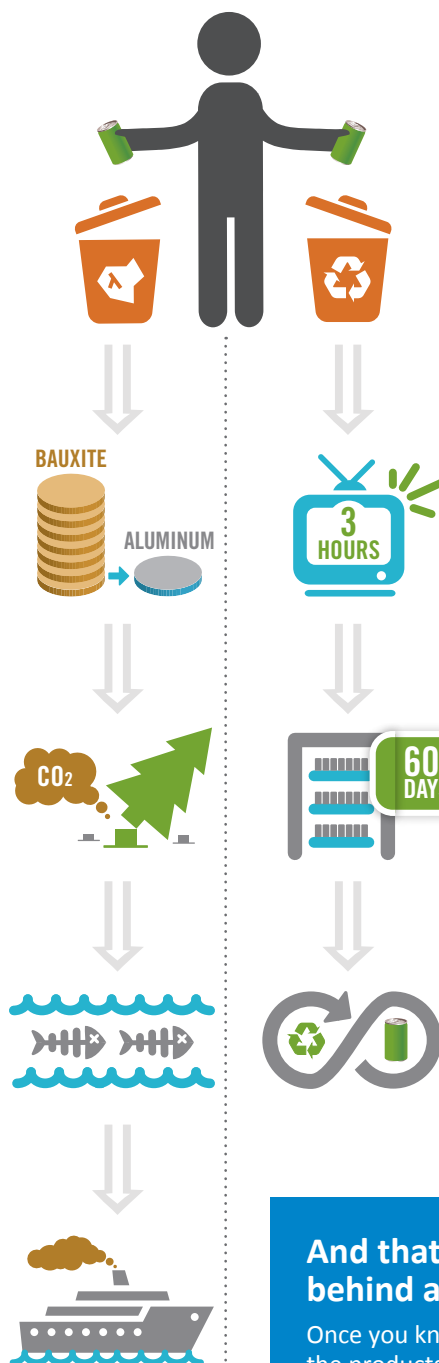 BAUXITE
ALUMINUM
3
HOURS
CO₂
60
DAY
And that
behind a
Once you kn